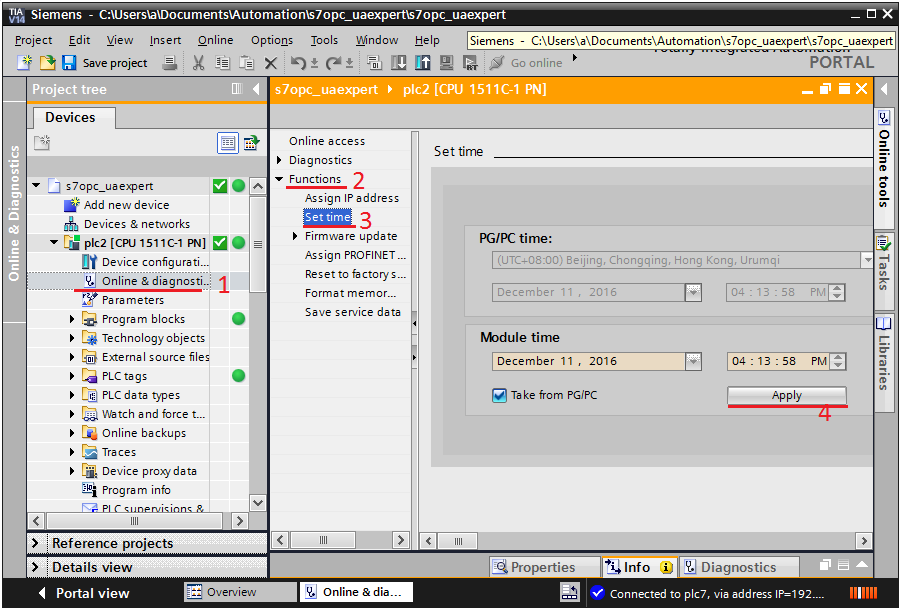 TIA V14 Siemens - C:\Users\a\Documents\Automation\s7opc_uaexpert\s7opc_uaexpert
Project Edit View Insert Online Options Tools Window Help
Siemens - C:\Users\a\Documents\Automation\s7opc_uaexpert\s7opc_uaexpert
Save project Go online
PORTAL
Project tree
s7opc_uaexpert plc2 [CPU 1511C-1 PN]
Devices
Online & Diagnostics
s7opc_uaexpert
Add new device
Devices & networks
plc2 [CPU 1511C-1 PN]
Device configurati...
Online & diagnosti... 1
Parameters
Program blocks
Technology objects
External source files
PLC tags
PLC data types
Watch and force t...
Online backups
Traces
Device proxy data
Program info
PLC supervisions &
Reference projects
Details view
Online access
Diagnostics
Functions 2
Assign IP address
Set time 3
Firmware update
Assign PROFINET ...
Reset to factory s...
Format memor...
Save service data
Set time
PG/PC time:
(UTC+08:00) Beijing, Chongqing, Hong Kong, Urumqi
December 11 , 2016 04 : 13 : 58 PM
Module time
December 11 , 2016 04 : 13 : 58 PM
Take from PG/PC Apply
4
Online tools
Tasks
Libraries
Properties Info Diagnostics
Portal view Overview Online & dia... Connected to plc7, via address IP=192....